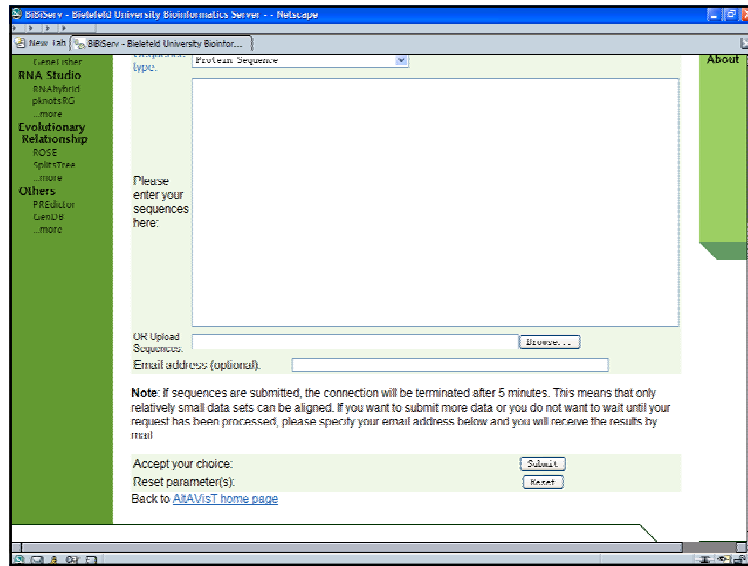 BiBiServ - Bielefeld University Bioinformatics Server - - Netscape
New Tab
BiBiServ - Bielefeld University Bioinfor...
GeneFisher
RNA Studio
RNAhybrid
pknotsRG
...more
Evolutionary
Relationship
ROSE
SplitsTree
...more
Others
PREdictor
GenDB
...more
type:
Protein Sequence
About
Please
enter your
sequences
here:
OR Upload
Sequences:
Browse...
Email address (optional):
Note: If sequences are submitted, the connection will be terminated after 5 minutes. This means that only
relatively small data sets can be aligned. If you want to submit more data or you do not want to wait until your
request has been processed, please specify your email address below and you will receive the results by
mail
Accept your choice:
Submit
Reset parameter(s):
Reset
Back to AltAVisT home page